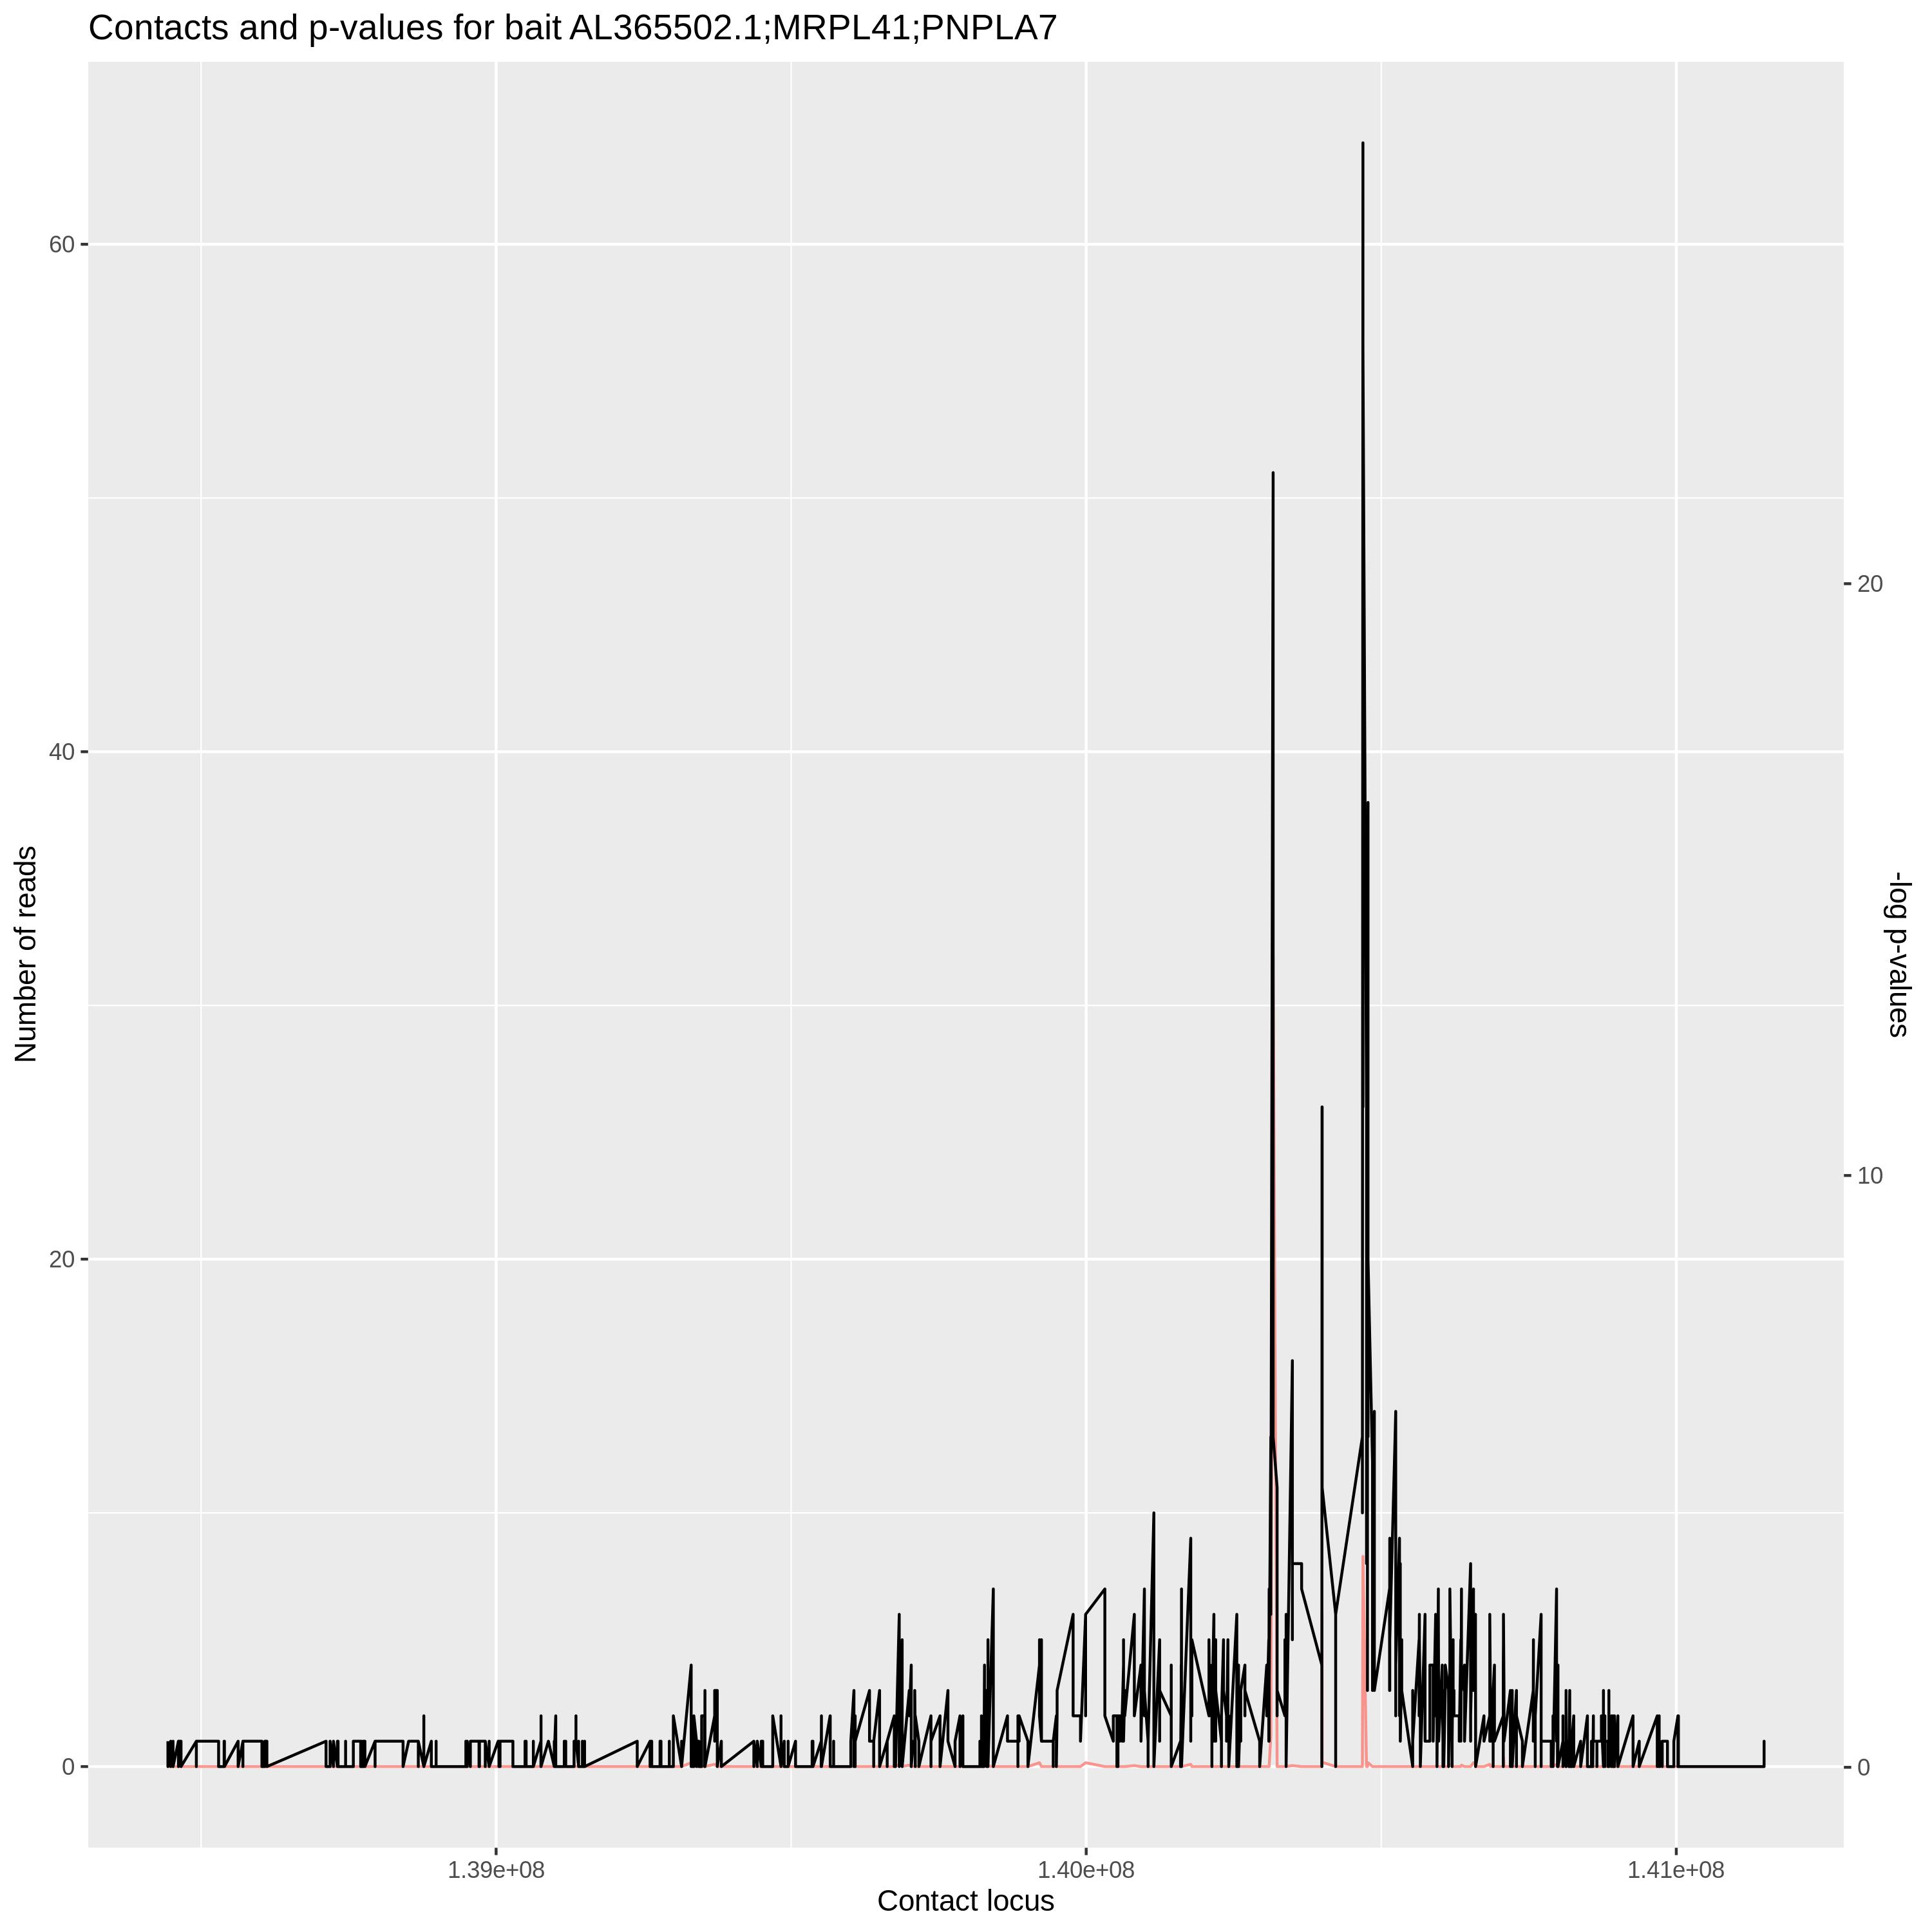 Contacts and p-values for bait AL365502.1;MRPL41;PNPLA7
60
40
20
0
Number of reads
20
10
0
-log p-values
1.39e+08
1.40e+08
1.41e+08
Contact locus